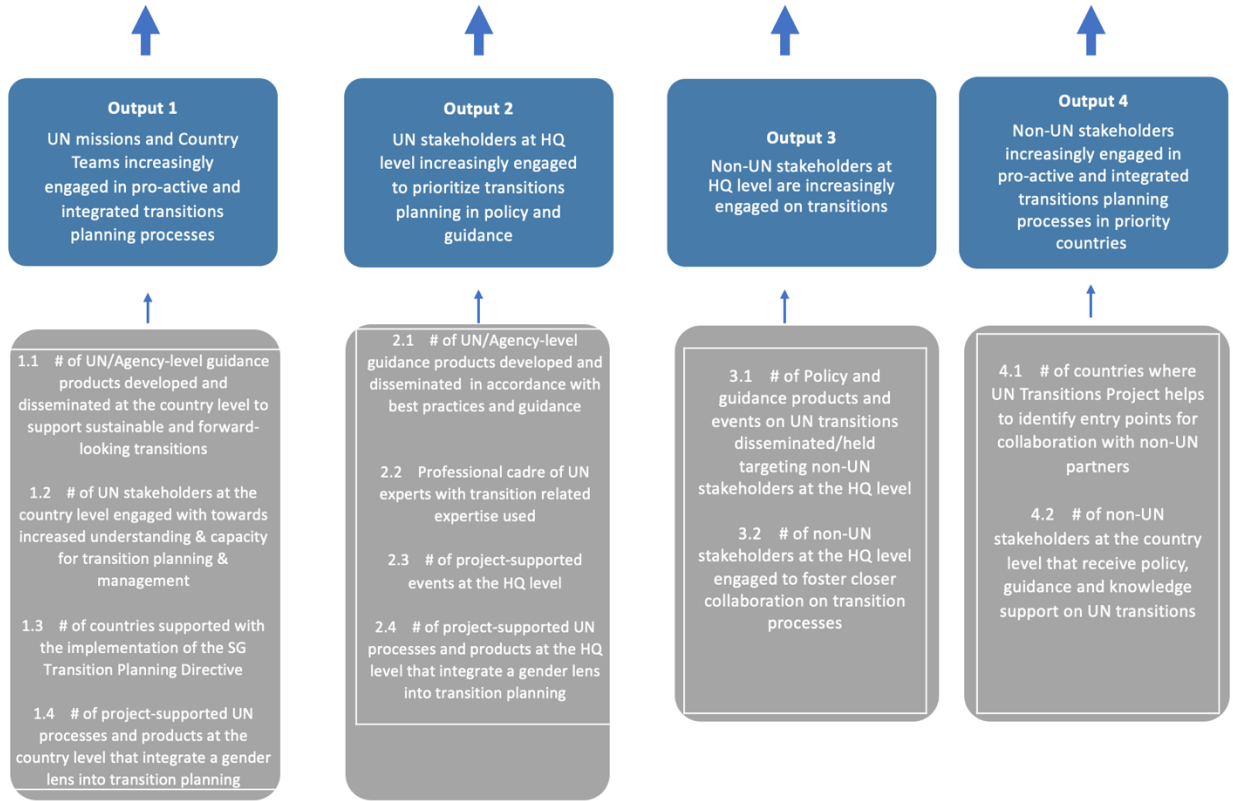 Output 1
UN missions and Country
Teams increasingly
engaged in pro-active and
integrated transitions
planning processes
Output 2
UN stakeholders at HQ
level increasingly engaged
to prioritize transitions
planning in policy and
guidance
Output 3
Non-UN stakeholders at
HQ level are increasingly
engaged on transitions
Output 4
Non-UN stakeholders
increasingly engaged in
pro-active and integrated
transitions planning
processes in priority
countries
1.1 # of UN/Agency-level guidance
products developed and
disseminated at the country level to
support sustainable and forward-
looking transitions
1.2 # of UN stakeholders at the
country level engaged with towards
increased understanding & capacity
for transition planning &
management
1.3 # of countries supported with
the implementation of the SG
Transition Planning Directive
1.4 # of project-supported UN
processes and products at the
country level that integrate a gender
lens into transition planning
2.1 # of UN/Agency-level
guidance products developed and
disseminated in accordance with
best practices and guidance
2.2 Professional cadre of UN
experts with transition related
expertise used
2.3 # of project-supported
events at the HQ level
2.4 # of project-supported UN
processes and products at the HQ
level that integrate a gender lens
into transition planning
3.1 # of Policy and
guidance products and
events on UN transitions
disseminated/held
targeting non-UN
stakeholders at the HQ level
3.2 # of non-UN
stakeholders at the HQ level
engaged to foster closer
collaboration on transition
processes
4.1 # of countries where
UN Transitions Project helps
to identify entry points for
collaboration with non-UN
partners
4.2 # of non-UN
stakeholders at the country
level that receive policy,
guidance and knowledge
support on UN transitions